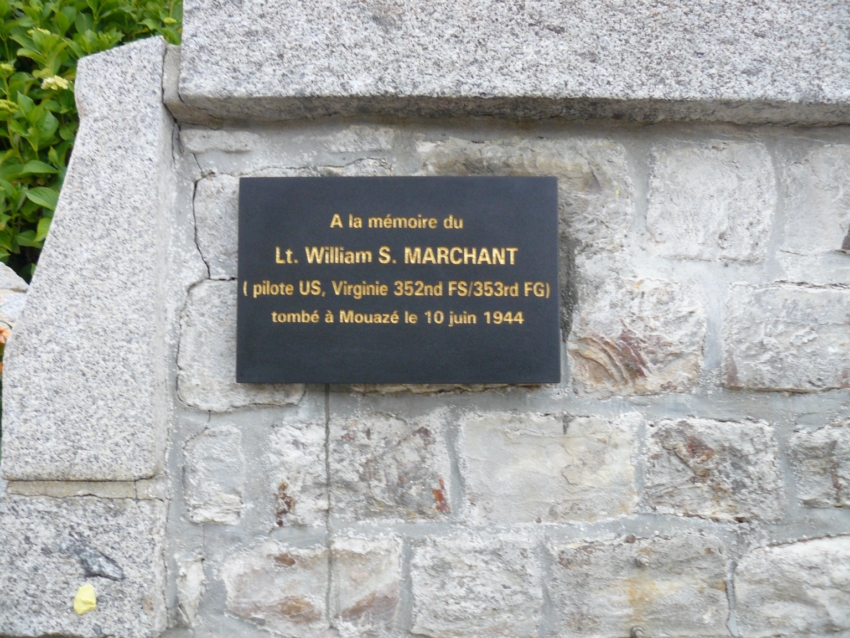 A la mémoire du
Lt. William S. MARCHANT
( pilote US, Virginie 352nd FS/353rd FG)
tombé à Mouazé le 10 juin 1944